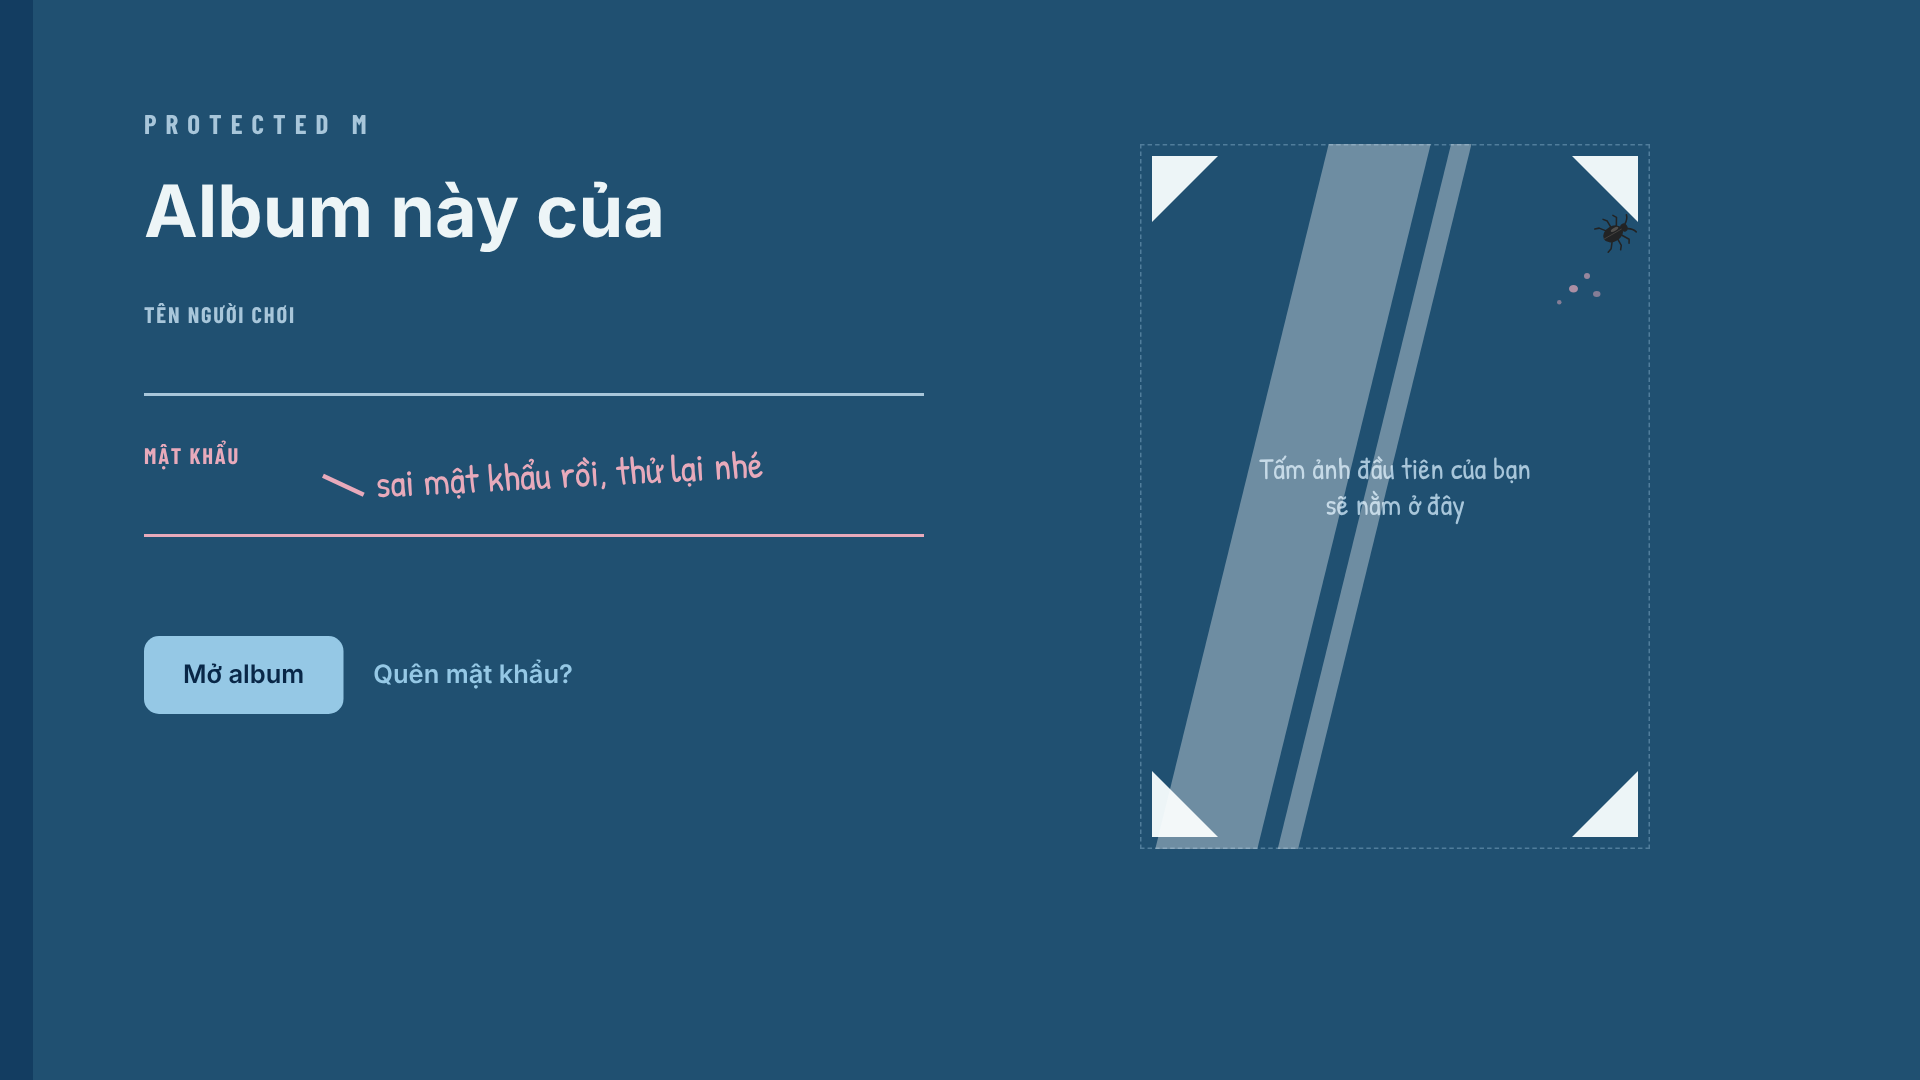 PROTECTED M
Album này của
TÊN NGƯỜI CHƠI
MẬT KHẨU
sai mật khẩu rồi, thử lại nhé
Mở album
Quên mật khẩu?
Tấm ảnh đầu tiên của bạn
sẽ nằm ở đây